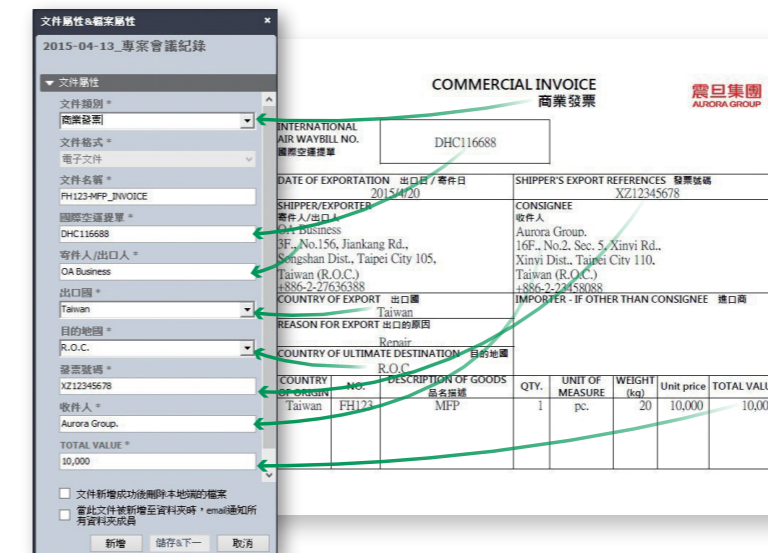 文件屬性&檔案屬性 ×
2015-04-13_專案會議紀錄
▼ 文件屬性
文件類別 *
商業發票
文件格式 *
電子文件
文件名稱 *
FH123-MFP_INVOICE
國際空運提單 *
DHC116688
寄件人/出口人 *
OA Business
出口國 *
Taiwan
目的地國 *
R.O.C.
發票號碼 *
XZ12345678
收件人 *
Aurora Group.
TOTAL VALUE *
10,000
文件新增成功後刪除本地端的檔案
當此文件被新增至資料夾時，email通知所
有資料夾成員
新增 儲存&下一 取消
COMMERCIAL INVOICE
商業發票
震旦集團
AURORA GROUP
INTERNATIONAL
AIR WAYBILL NO.
國際空運提單
DHC116688
DATE OF EXPORTATION 出口日 / 寄件日
2015/4/20
SHIPPER'S EXPORT REFERENCES 發票號碼
XZ12345678
SHIPPER/EXPORTER
寄件人/出口人
OA Business
3F., No.156, Jiankang Rd.,
Songshan Dist., Taipei City 105,
Taiwan (R.O.C.)
+886-2-27636388
CONSIGNEE
收件人
Aurora Group.
16F., No.2, Sec. 5, Xinyi Rd.,
Xinyi Dist., Taipei City 110,
Taiwan (R.O.C.)
+886-2-23458088
COUNTRY OF EXPORT 出口國
Taiwan
IMPORTER - IF OTHER THAN CONSIGNEE 進口商
REASON FOR EXPORT 出口的原因
Repair
COUNTRY OF ULTIMATE DESTINATION 目的地國
R.O.C
COUNTRY OF ORIGIN NO. DESCRIPTION OF GOODS 品名描述 QTY. UNIT OF MEASURE WEIGHT (kg) Unit price TOTAL VALU
Taiwan FH123 MFP 1 pc. 20 10,000 10,00